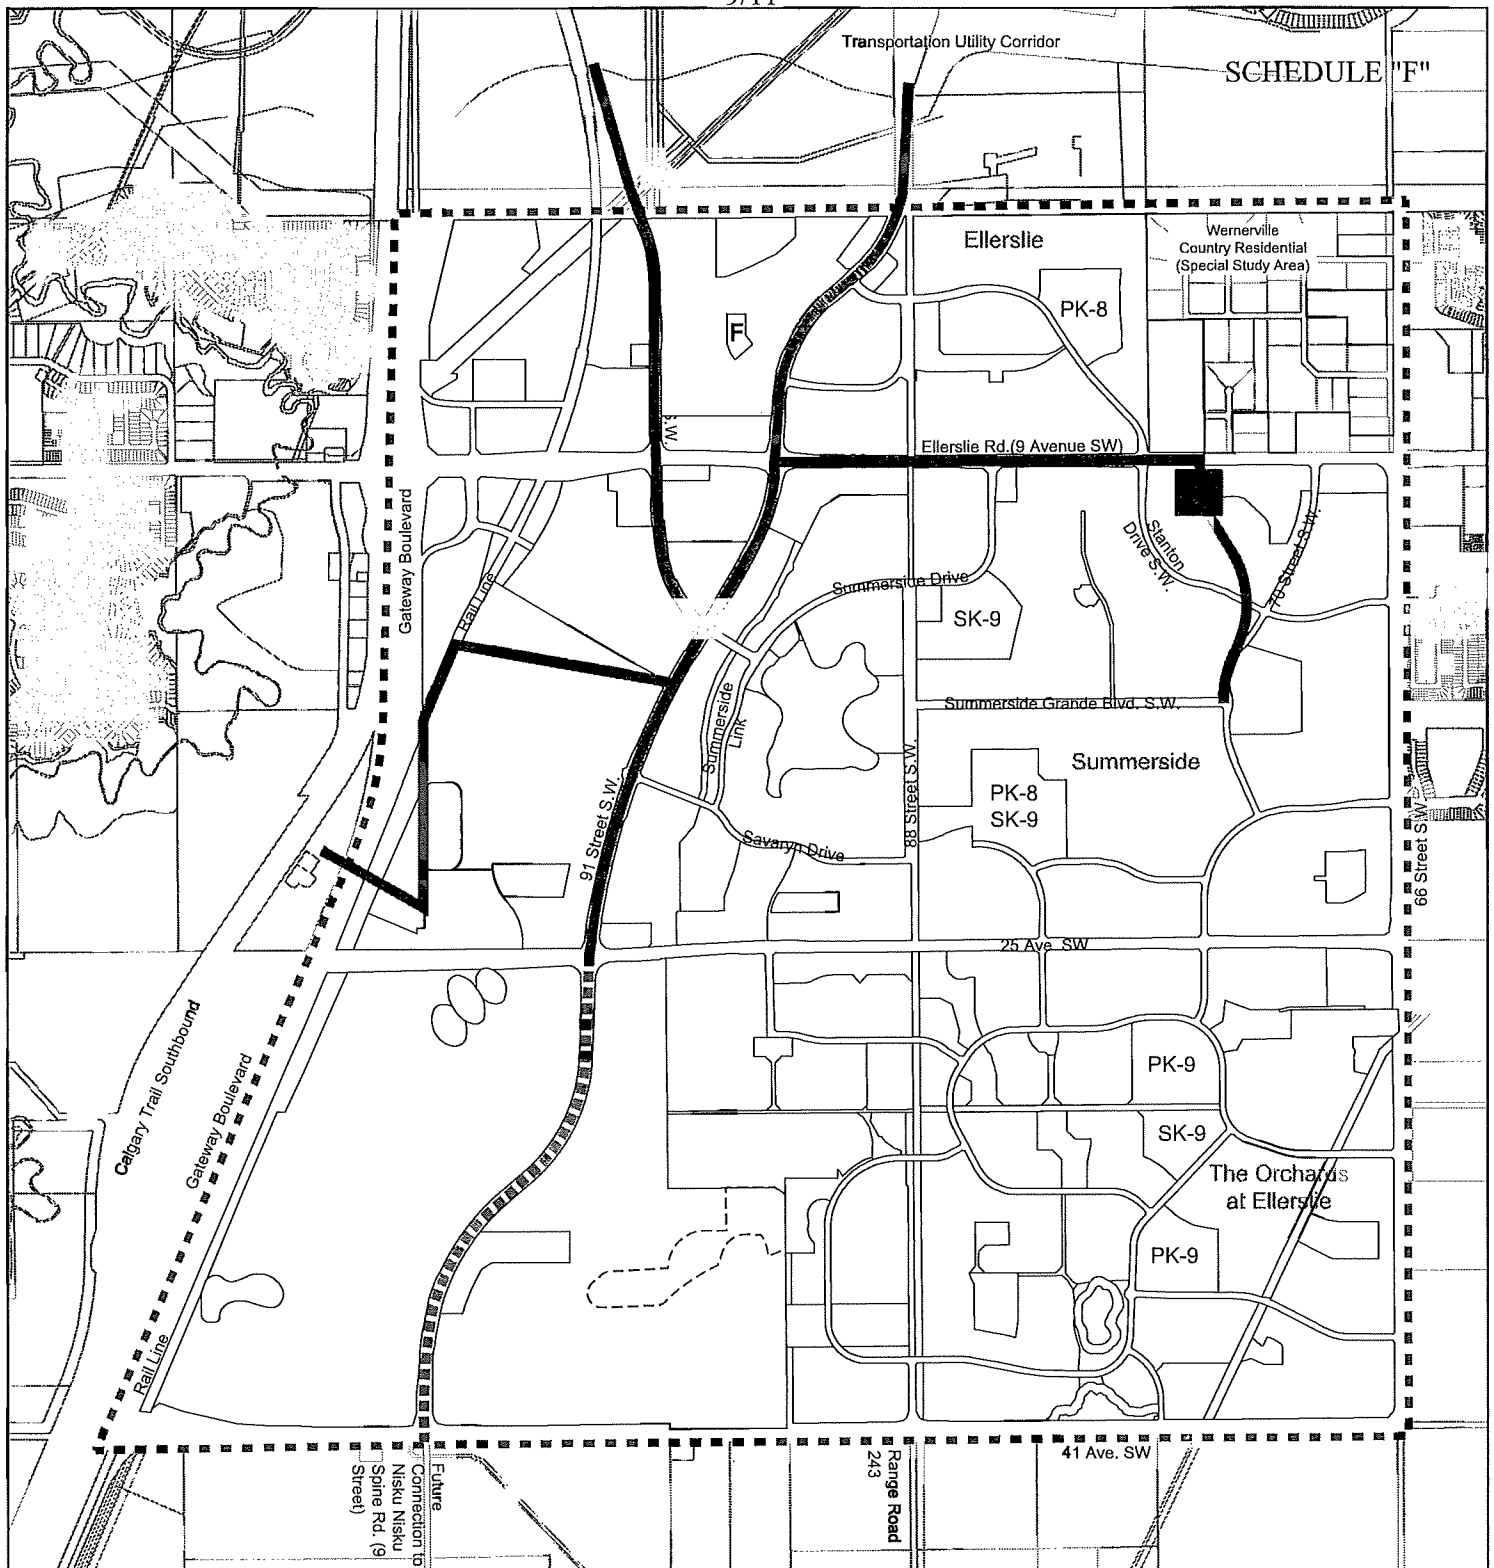 Transportation Utility Corridor
SCHEDULE "F"
Ellerslie
Wernerville
Country Residential
(Special Study Area)
PK-8
F
S.W.
Ellerslie Rd.(9 Avenue SW)
Gateway Boulevard
Rail Line
Stanton
Drive S.W.
70 Street S.W.
Summerside Drive
SK-9
Summerside
Link
Summerside Grande Blvd. S.W.
Summerside
88 Street S.W.
PK-8
SK-9
91 Street S.W.
Savaryn Drive
66 Street S.W.
25 Ave. SW
Calgary Trail Southbound
Gateway Boulevard
PK-9
SK-9
The Orchards
at Ellerslie
PK-9
Rail Line
41 Ave. SW
Future
Connection to
Nisku Nisku
Spine Rd. (9
Street)
Range Road
243